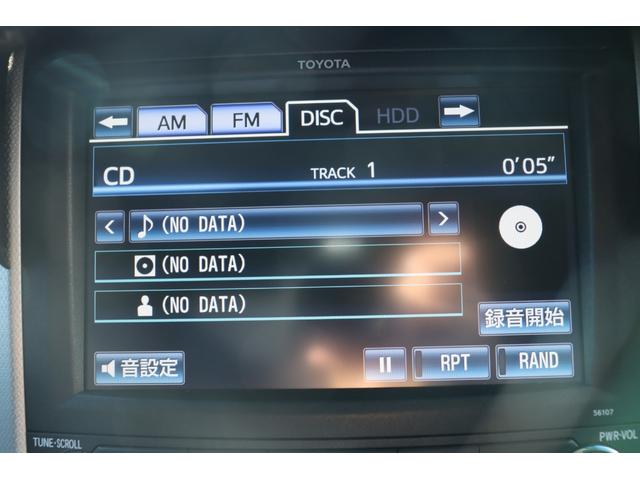 TOYOTA
AM FM DISC HDD
CD TRACK 1 0'05"
(NO DATA)
(NO DATA)
(NO DATA)
録音開始
音設定 RPT RAND
56107
TUNE·SCROLL PWR·VOL